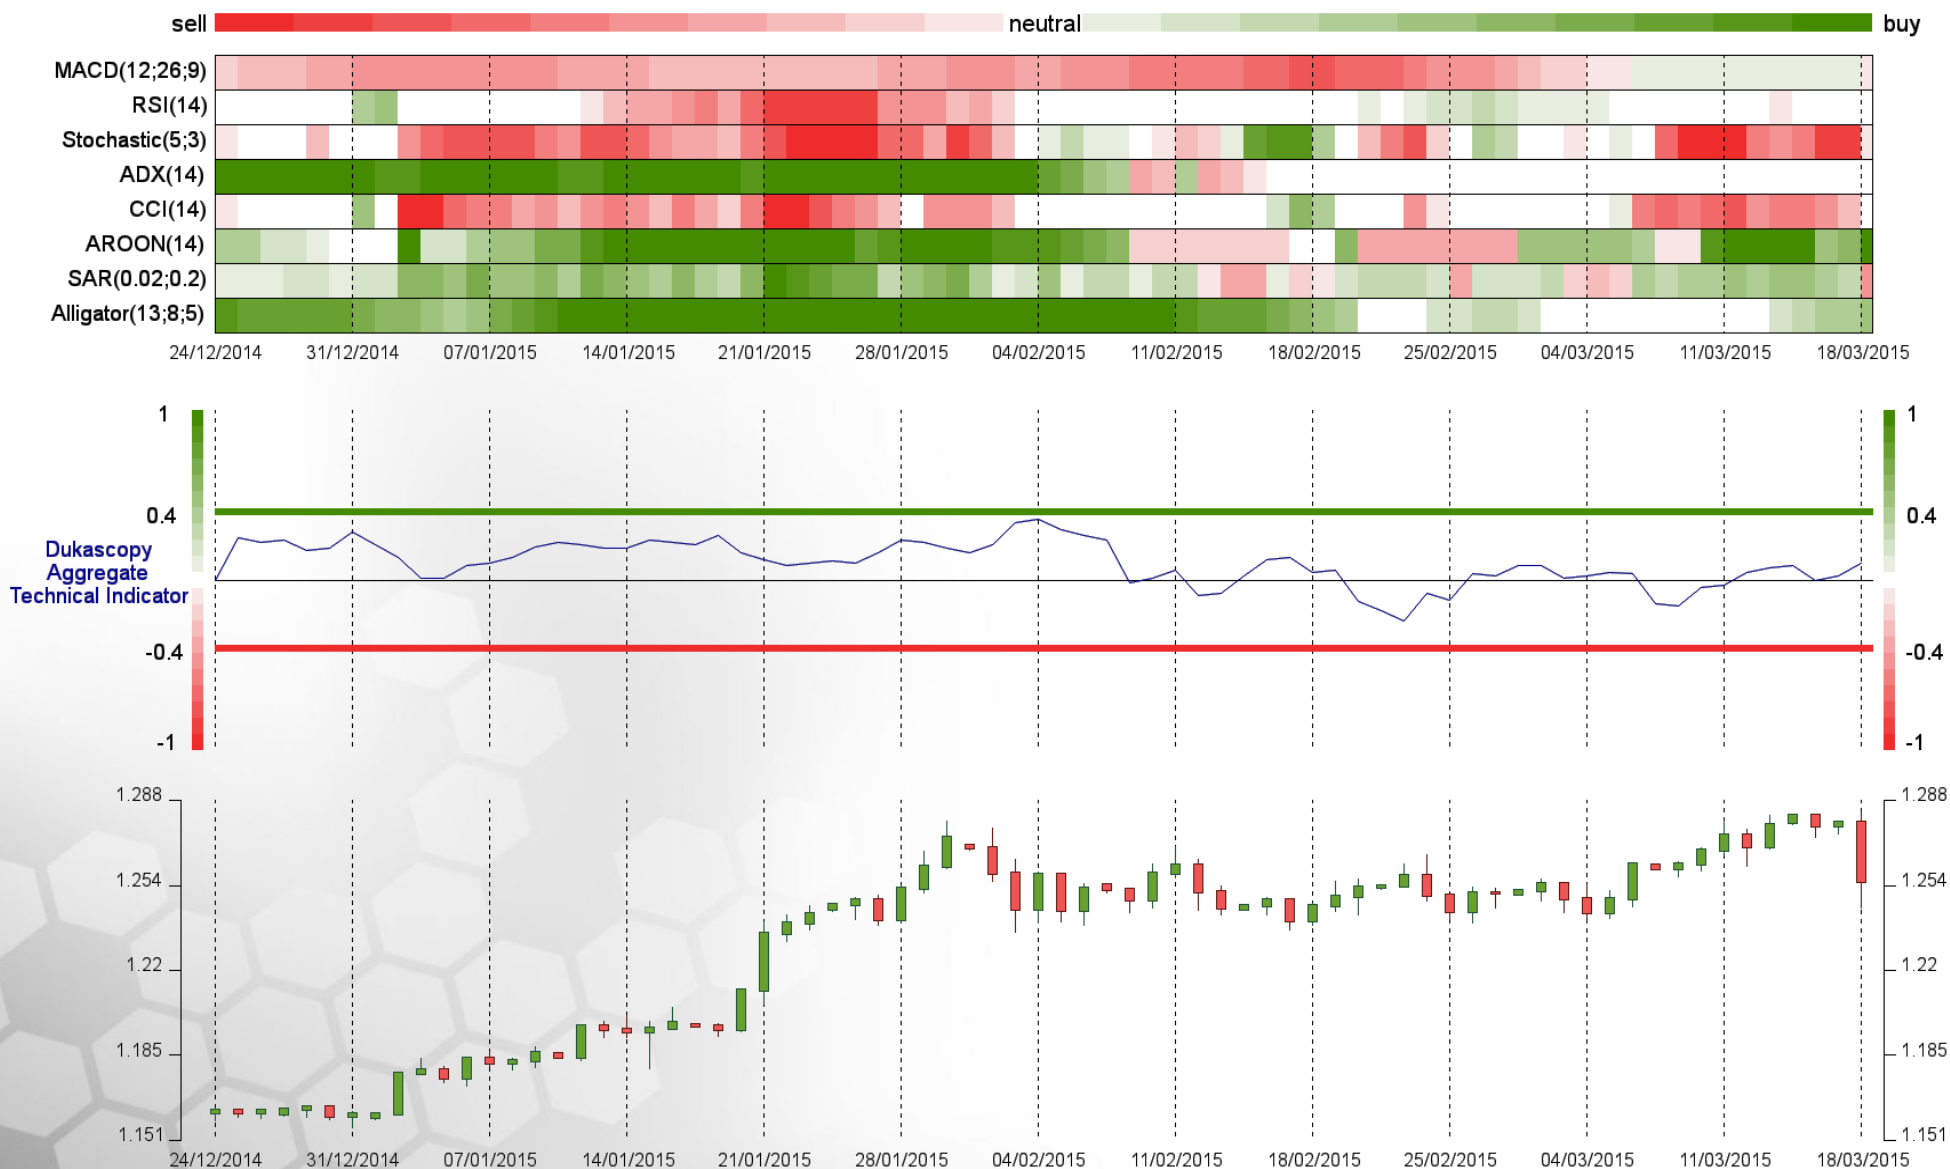 sell neutral buy
MACD(12;26;9)
RSI(14)
Stochastic(5;3)
ADX(14)
CCI(14)
AROON(14)
SAR(0.02;0.2)
Alligator(13;8;5)
24/12/2014 31/12/2014 07/01/2015 14/01/2015 21/01/2015 28/01/2015 04/02/2015 11/02/2015 18/02/2015 25/02/2015 04/03/2015 11/03/2015 18/03/2015
1 1
0.4 0.4
Dukascopy
Aggregate
Technical Indicator
-0.4 -0.4
-1 -1
1.288 1.288
1.254 1.254
1.22 1.22
1.185 1.185
1.151 1.151
24/12/2014 31/12/2014 07/01/2015 14/01/2015 21/01/2015 28/01/2015 04/02/2015 11/02/2015 18/02/2015 25/02/2015 04/03/2015 11/03/2015 18/03/2015